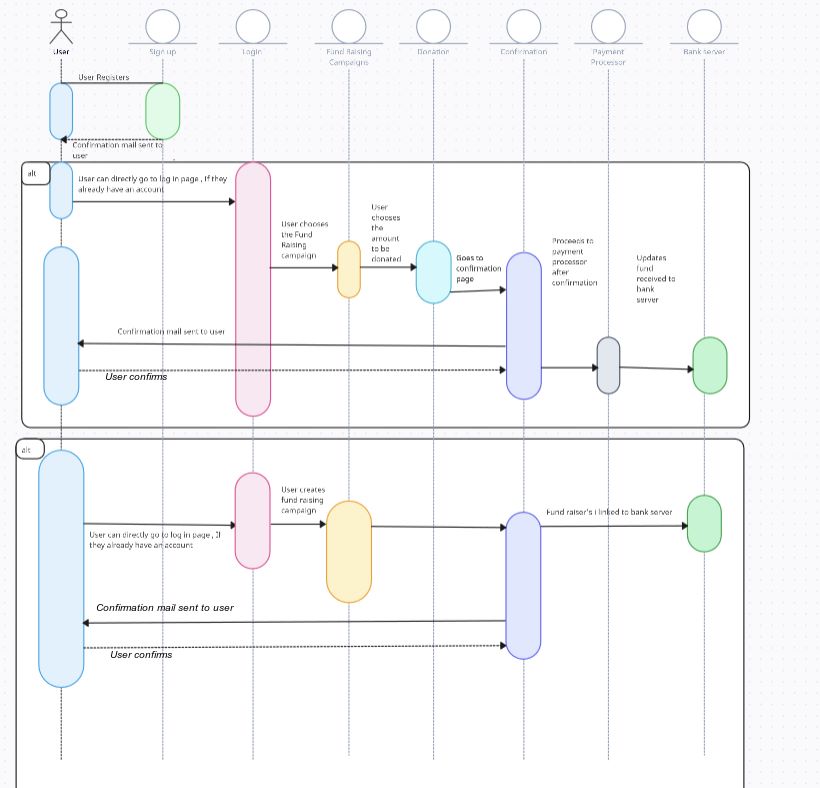 User
Sign up
Login
Fund Raising
Campaigns
Donation
Confirmation
Payment
Processor
Bank server
User Registers
Confirmation mail sent to
user
alt
User can directly go to log in page , If they
already have an account
User chooses
the Fund
Raising
campaign
User
chooses
the
amount
to be
donated
Goes to
confirmation
page
Proceeds to
payment
processor
after
confirmation
Updates
fund
received to
bank
server
Confirmation mail sent to user
User confirms
alt
User can directly go to log in page , If
they already have an account
User creates
fund raising
campaign
Fund raiser's i linked to bank server
Confirmation mail sent to user
User confirms